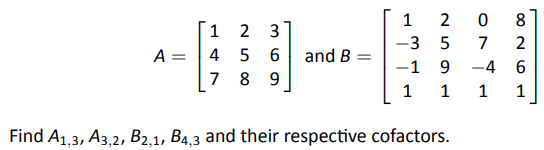 A = [1 2 3
4 5 6
7 8 9] and B = [1 2 0 8
−3 5 7 2
−1 9 −4 6
1 1 1 1]
Find A₁,₃, A₃,₂, B₂,₁, B₄,₃ and their respective cofactors.